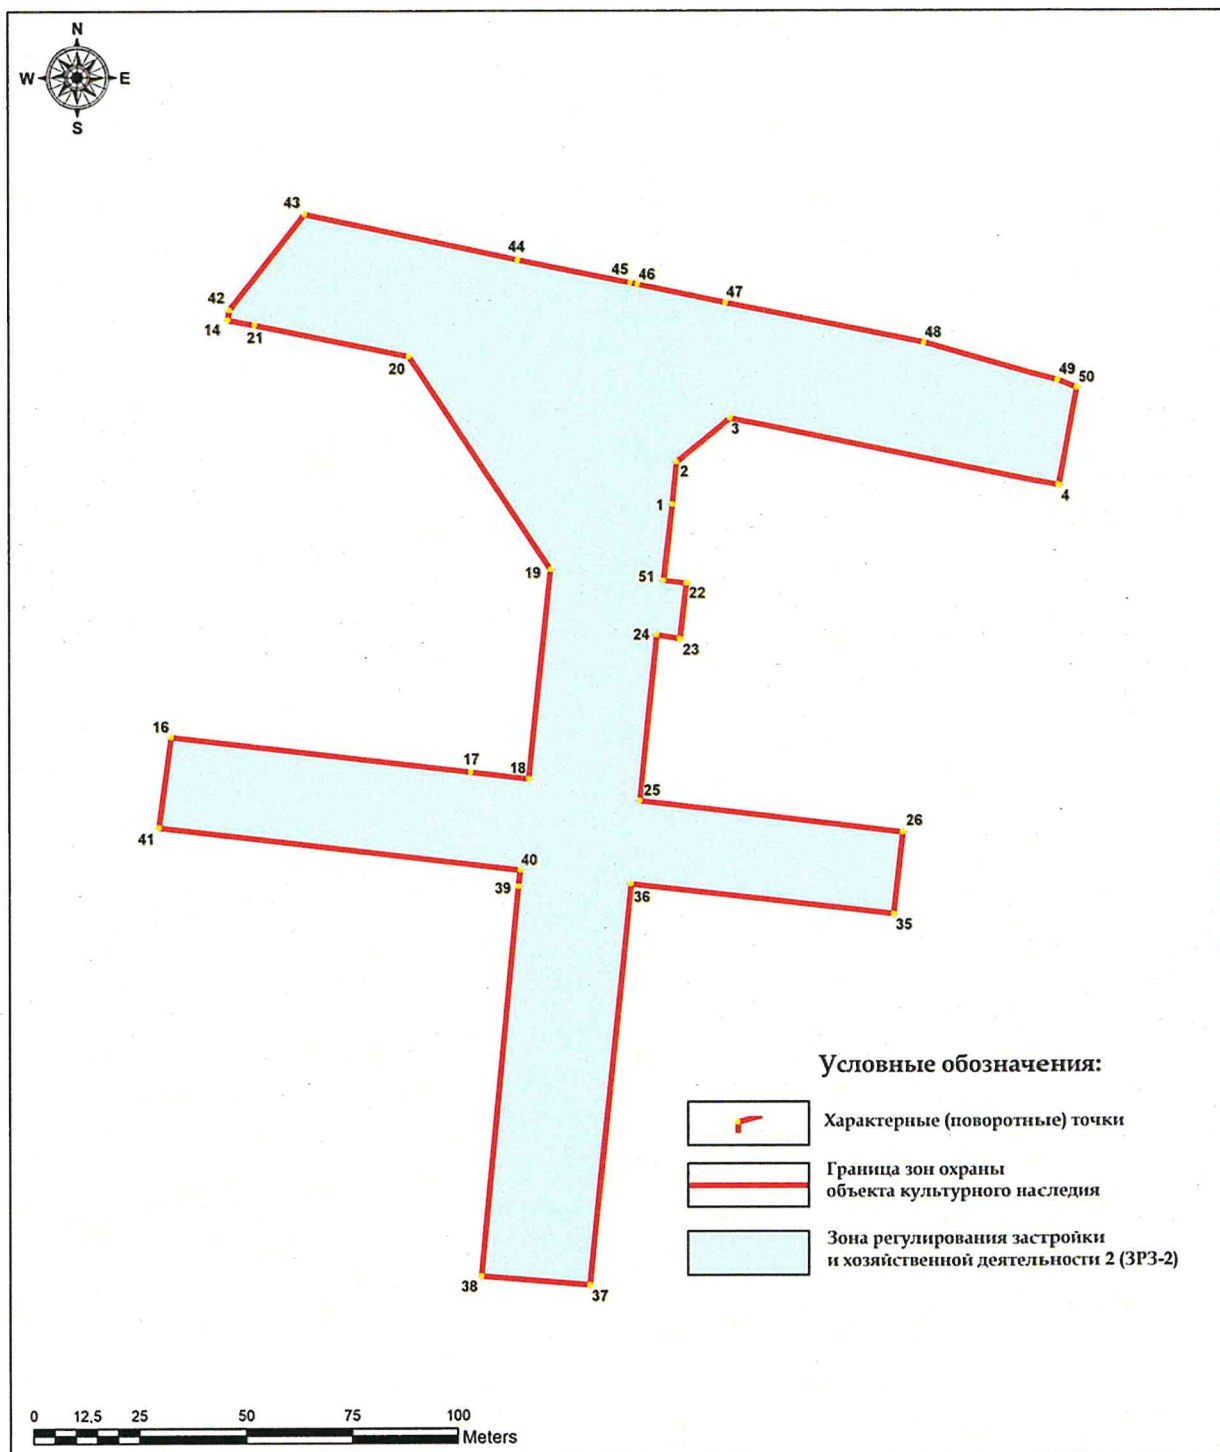 N
W E
S
43
44
45 46
47
42
14
21
48
20
49 50
3
2
4
1
19
51
22
24
23
16
17
18
25
26
41
40
39
36
35
38
37
Условные обозначения:
Характерные (поворотные) точки
Граница зон охраны
объекта культурного наследия
Зона регулирования застройки
и хозяйственной деятельности 2 (ЗРЗ-2)
0 12,5 25 50 75 100
Meters